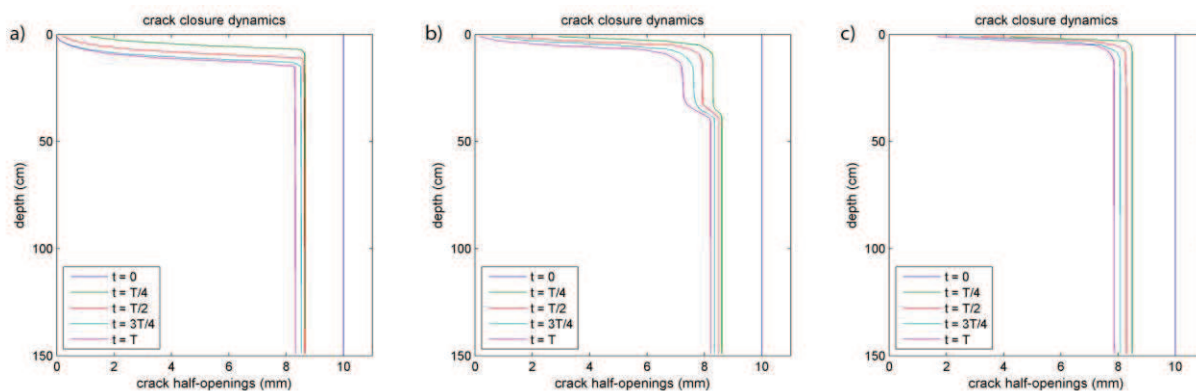 a)
crack closure dynamics
0
50
100
150
depth (cm)
t = 0
t = T/4
t = T/2
t = 3T/4
t = T
0 2 4 6 8 10
crack half-openings (mm)
b)
crack closure dynamics
0
50
100
150
depth (cm)
t = 0
t = T/4
t = T/2
t = 3T/4
t = T
0 2 4 6 8 10
crack half-openings (mm)
c)
crack closure dynamics
0
50
100
150
depth (cm)
t = 0
t = T/4
t = T/2
t = 3T/4
t = T
0 2 4 6 8 10
crack half-openings (mm)